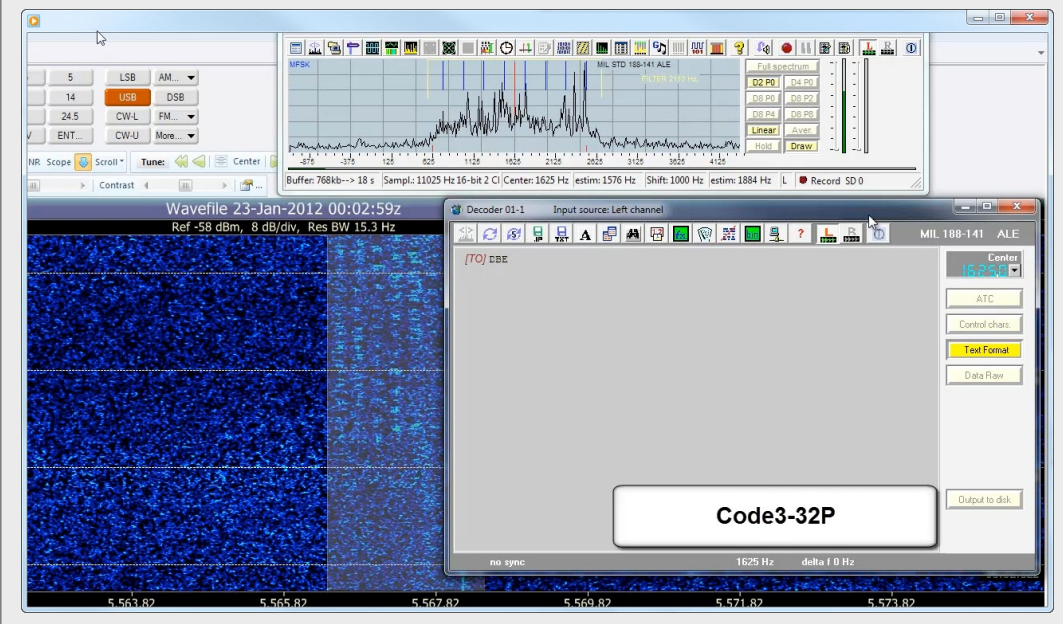 MFSK
MIL STD 188-141 ALE
FILTER 2113 Hz.
Full spectrum
D2 P0
D4 P0
D8 P0
D8 P2
D8 P4
D8 P8
Linear
Aver.
Hold
Draw
5
LSB
AM...
14
USB
DSB
24.5
CW-L
FM...
ENT...
CW-U
More...
NR
Scope
Scroll
Tune:
Center
Contrast
-875
-375
125
625
1125
1625
2125
2625
3125
3625
4125
Buffer: 768kb--> 18 s
Sampl.: 11025 Hz 16-bit 2 Cl
Center: 1625 Hz
estim: 1576 Hz
Shift: 1000 Hz
estim: 1884 Hz
L
Record SD 0
Wavefile 23-Jan-2012 00:02:59z
Ref -58 dBm, 8 dB/div, Res BW 15.3 Hz
Decoder 01-1
Input source: Left channel
MIL 188-141 ALE
[TO] DBE
Center
1625.0
ATC
Control chars.
Text Format
Data Raw
Output to disk
Code3-32P
no sync
1625 Hz
delta f 0 Hz
5.563.82
5.565.82
5.567.82
5.569.82
5.571.82
5.573.82